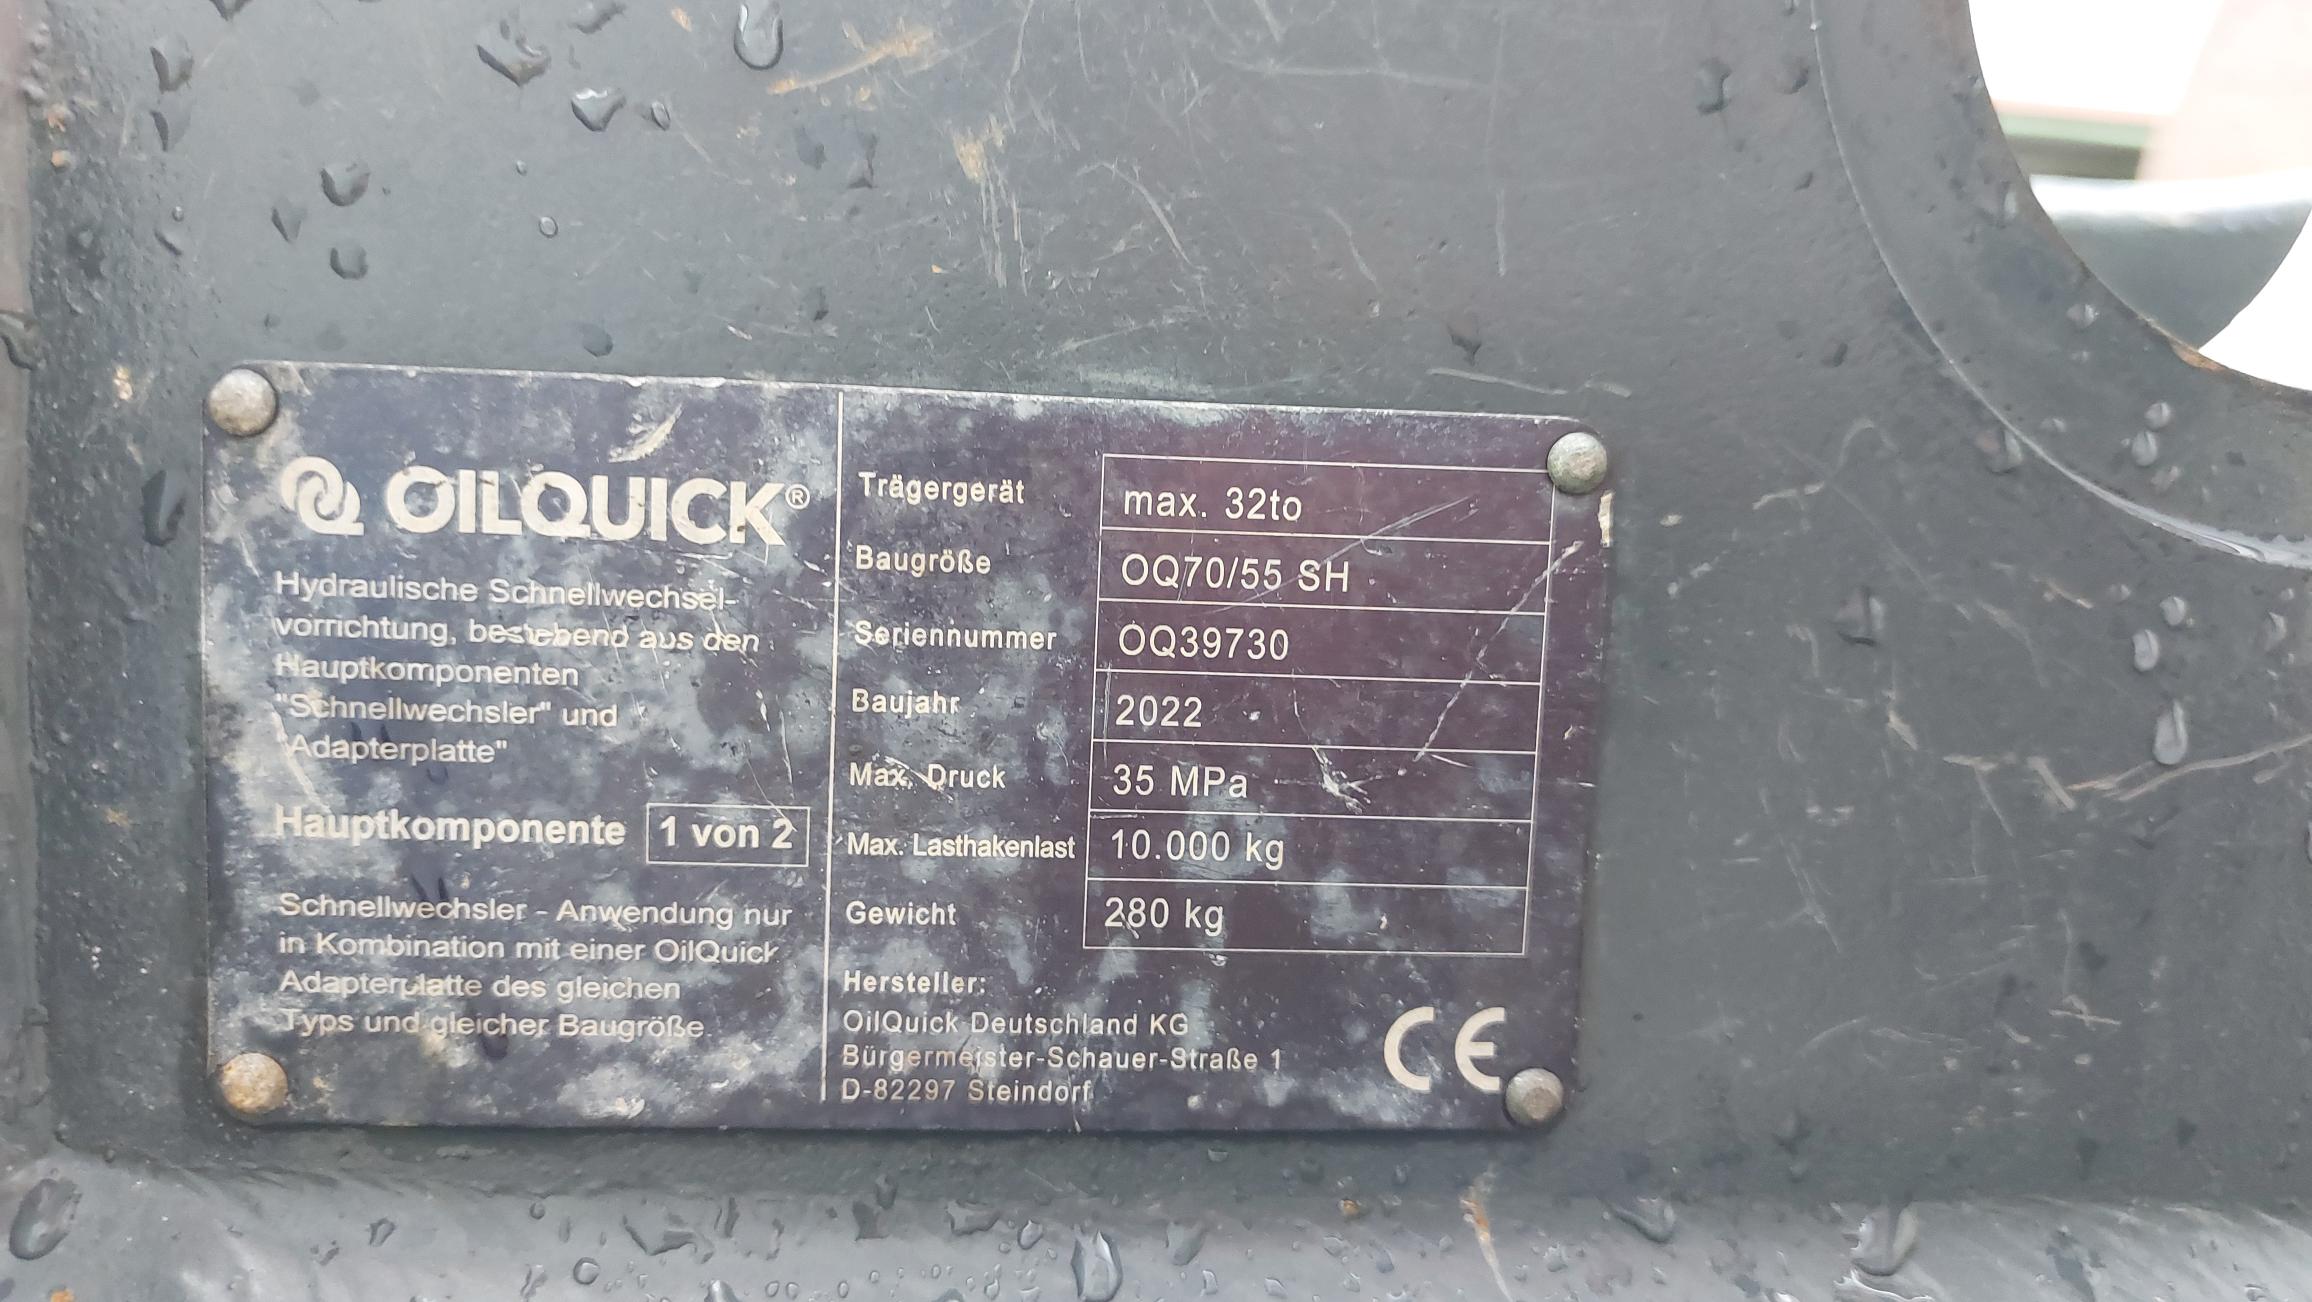 OILQUICK®
Hydraulische Schnellwechsel-
vorrichtung, bestehend aus den
Hauptkomponenten
"Schnellwechsler" und
"Adapterplatte"
Hauptkomponente 1 von 2
Schnellwechsler - Anwendung nur
in Kombination mit einer OilQuick
Adapterplatte des gleichen
Typs und gleicher Baugröße
Trägergerät max. 32to
Baugröße OQ70/55 SH
Seriennummer OQ39730
Baujahr 2022
Max. Druck 35 MPa
Max. Lasthakenlast 10.000 kg
Gewicht 280 kg
Hersteller:
OilQuick Deutschland KG
Bürgermeister-Schauer-Straße 1
D-82297 Steindorf
CE